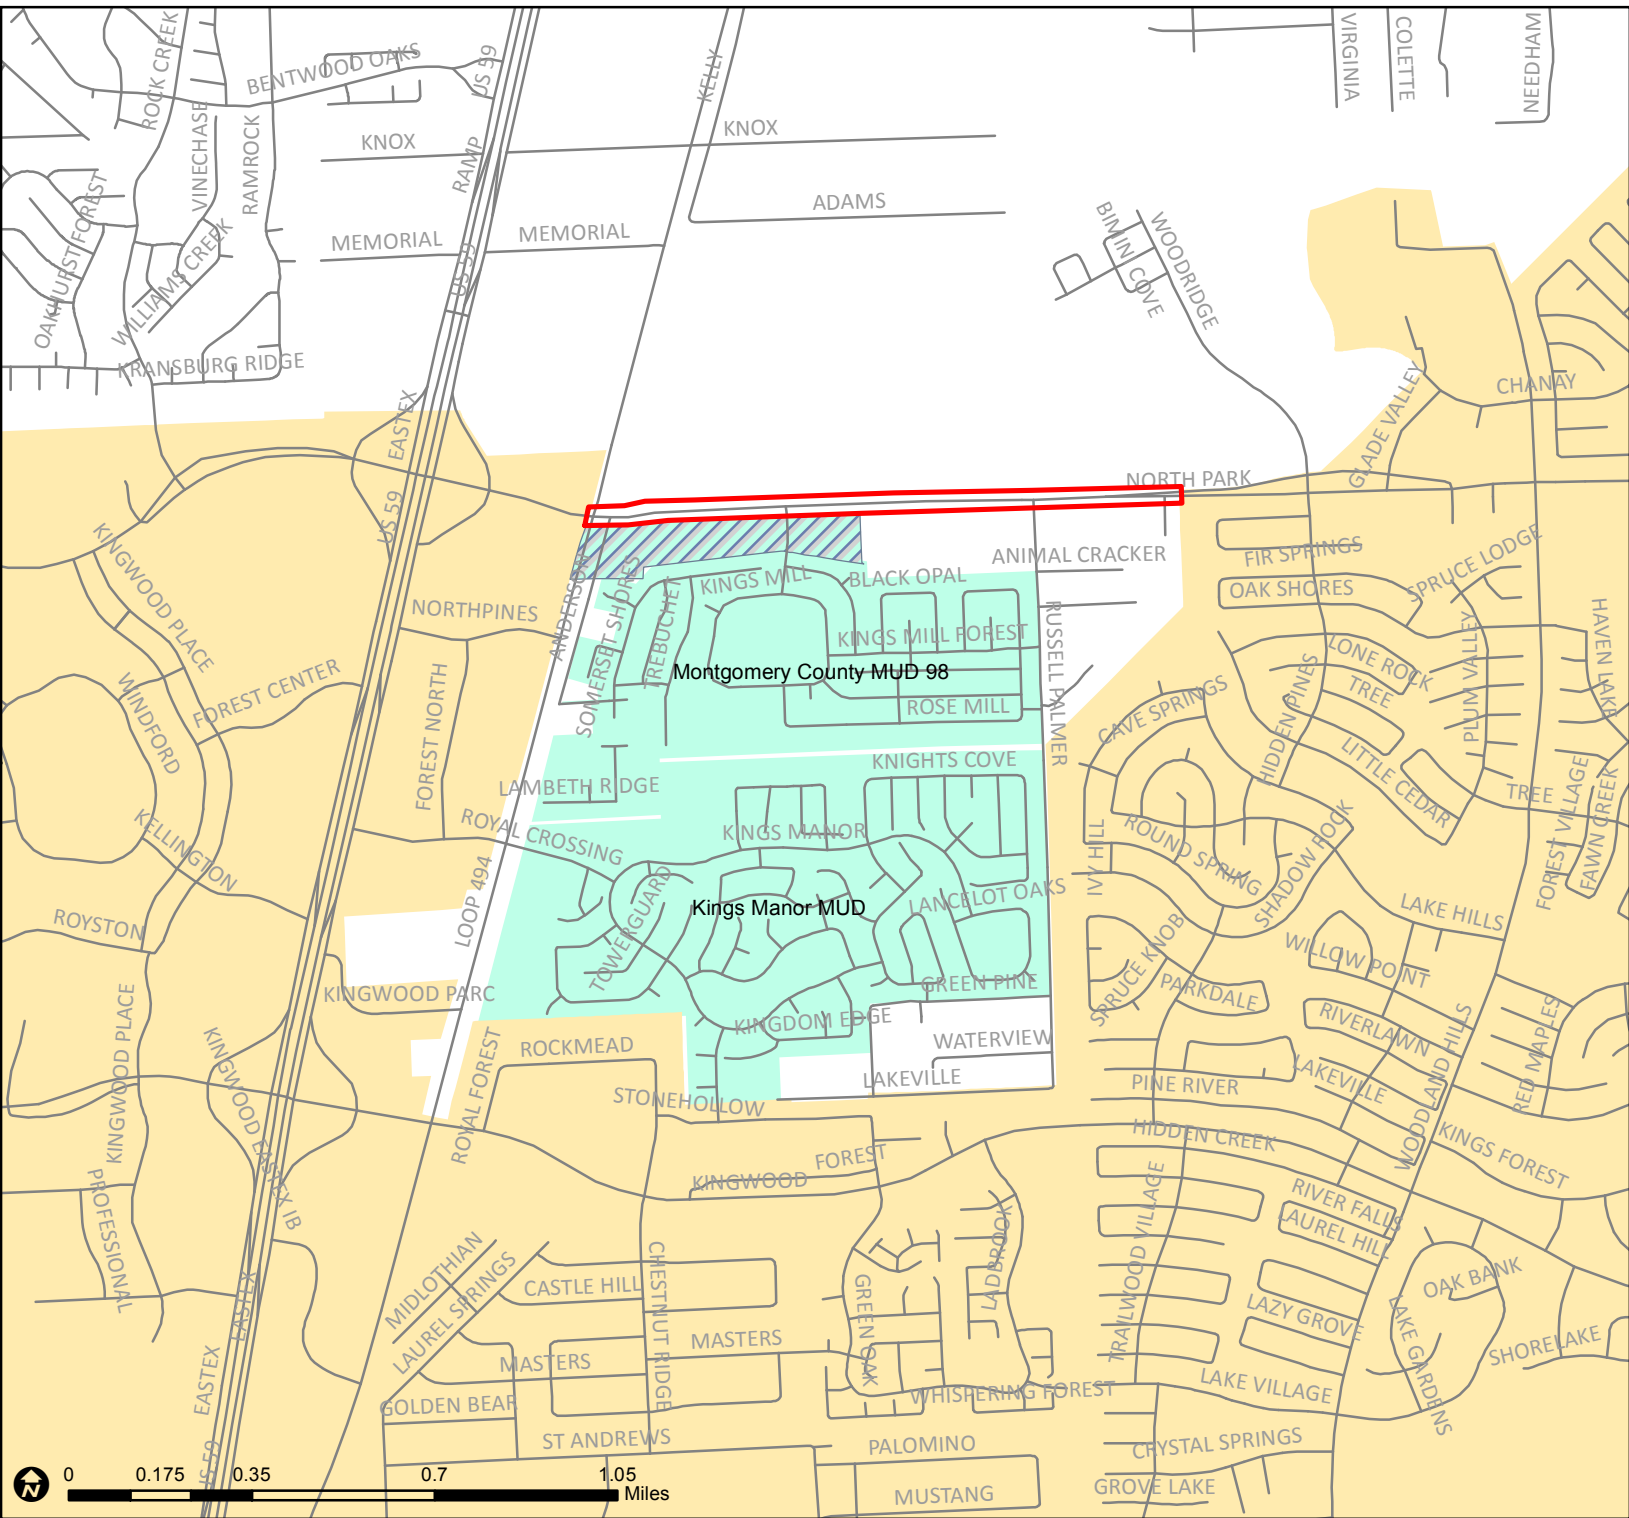 ROCK CREEK
BENTWOOD OAKS
US 59
KELLY
VIRGINIA
COLETTE
NEEDHAM
KNOX
KNOX
VINECHASE
RAMROCK
RAMP
ADAMS
OAKHURST FOREST
WILLIAMS CREEK
MEMORIAL
MEMORIAL
US 59
BIMINI COVE
WOODRIDGE
KRANSBURG RIDGE
EASTEX
GLADE VALLEY
CHANAY
US 59
NORTH PARK
KINGWOOD PLACE
NORTHPINES
ANDERSON
SOMERSET SHORES
TREBUCHET
KINGS MILL
BLACK OPAL
ANIMAL CRACKER
FIR SPRINGS
OAK SHORES
SPRUCE LODGE
KINGS MILL FOREST
RUSSELL PALMER
HAVEN LAKE
PLUM VALLEY
LONE ROCK
TREE
HIDDEN PINES
Montgomery County MUD 98
ROSE MILL
CAVE SPRINGS
WINDFORD
FOREST CENTER
FOREST NORTH
LAMBETH RIDGE
KNIGHTS COVE
LITTLE CEDAR
TREE
FOREST VILLAGE
FAWN CREEK
KELLINGTON
ROYAL CROSSING
KINGS MANOR
IVY HILL
ROUND SPRING
SHADOW ROCK
LOOP 494
TOWERGUARD
Kings Manor MUD
LANCELOT OAKS
LAKE HILLS
ROYSTON
WILLOW POINT
SPRUCE KNOB
PARKDALE
KINGWOOD PARC
GREEN PINE
KINGWOOD PLACE
KINGDOM EDGE
WATERVIEW
RIVERLAWN
WOODLAND HILLS
RED MAPLES
ROCKMEAD
ROYAL FOREST
KINGWOOD EASTEX IB
STONEHOLLOW
LAKEVILLE
PINE RIVER
LAKEVILLE
HIDDEN CREEK
KINGS FOREST
PROFESSIONAL
KINGWOOD
FOREST
TRAILWOOD VILLAGE
RIVER FALLS
LAUREL HILL
MIDLOTHIAN
LAUREL SPRINGS
CASTLE HILL
CHESTNUT RIDGE
GREEN OAK
LADBROOK
OAK BANK
LAZY GROVE
LAKE GARDENS
SHORELAKE
EASTEX
EASTEX
MASTERS
MASTERS
GOLDEN BEAR
WHISPERING FOREST
LAKE VILLAGE
ST ANDREWS
PALOMINO
CRYSTAL SPRINGS
US 59
MUSTANG
GROVE LAKE
N
0 0.175 0.35 0.7 1.05
Miles